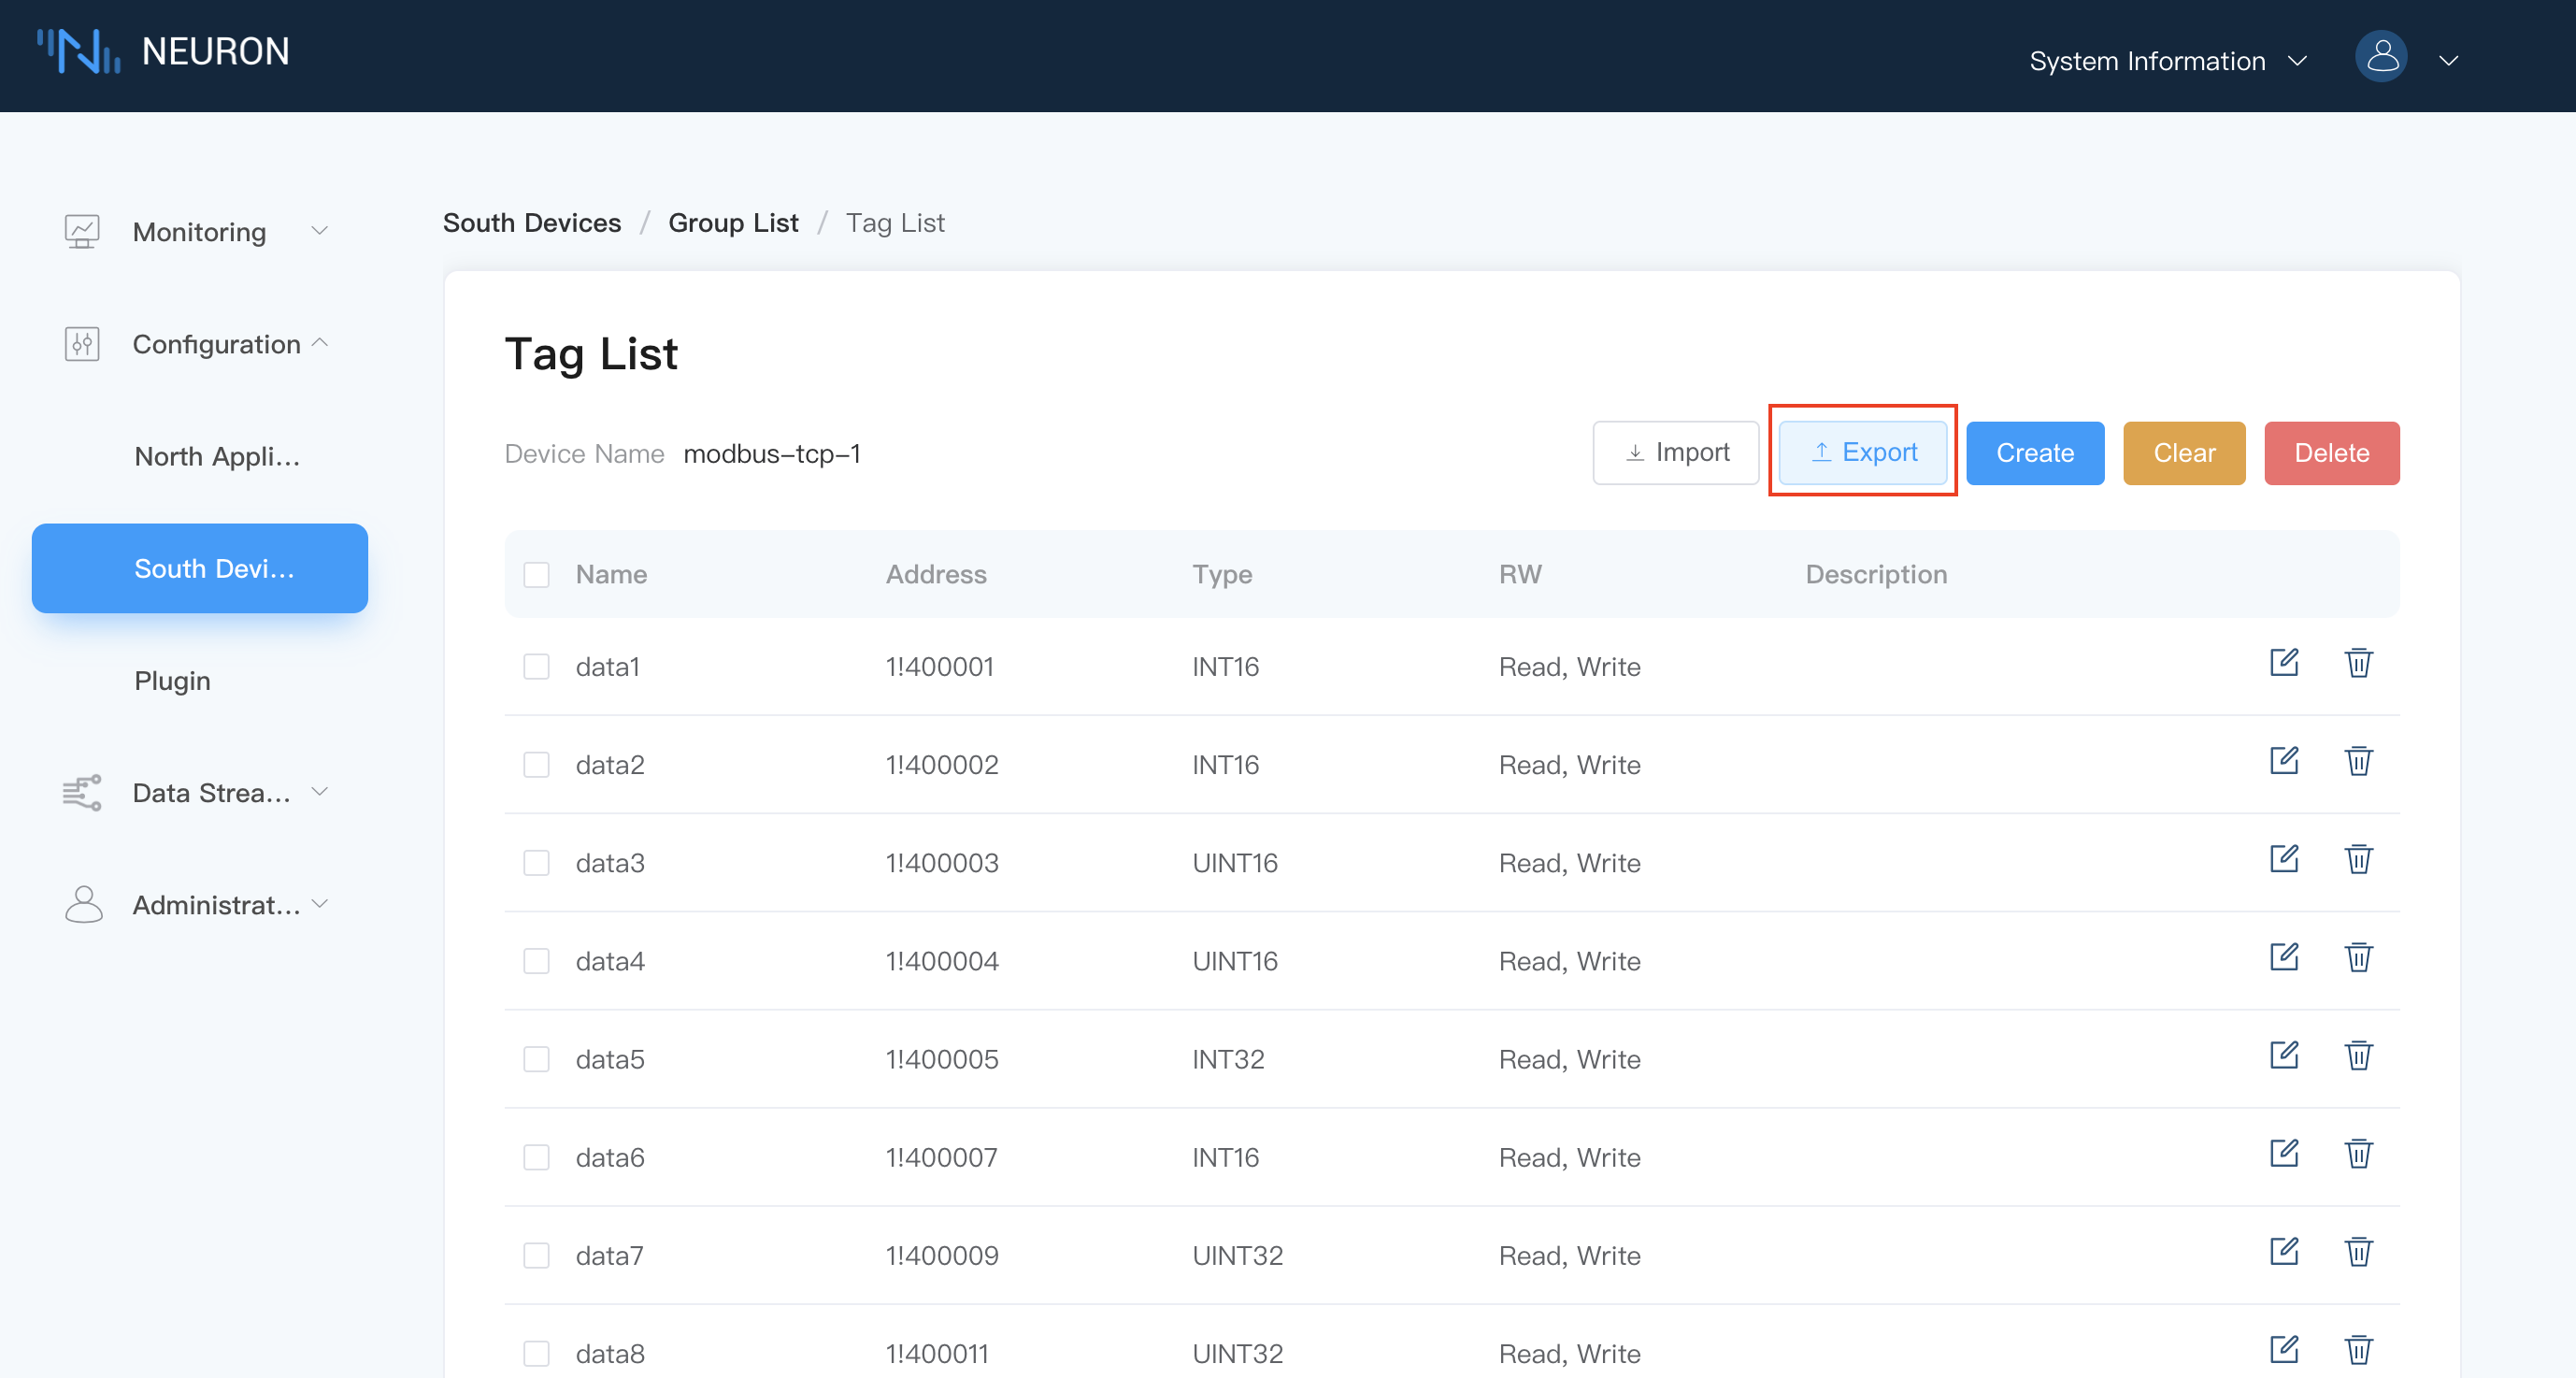 NEURON
System Information
Monitoring
Configuration
North Appli...
South Devi...
Plugin
Data Strea...
Administrat...
South Devices / Group List / Tag List
Tag List
Device Name modbus-tcp-1
Import Export Create Clear Delete
Name Address Type RW Description
data1 1!400001 INT16 Read, Write
data2 1!400002 INT16 Read, Write
data3 1!400003 UINT16 Read, Write
data4 1!400004 UINT16 Read, Write
data5 1!400005 INT32 Read, Write
data6 1!400007 INT16 Read, Write
data7 1!400009 UINT32 Read, Write
data8 1!400011 UINT32 Read, Write